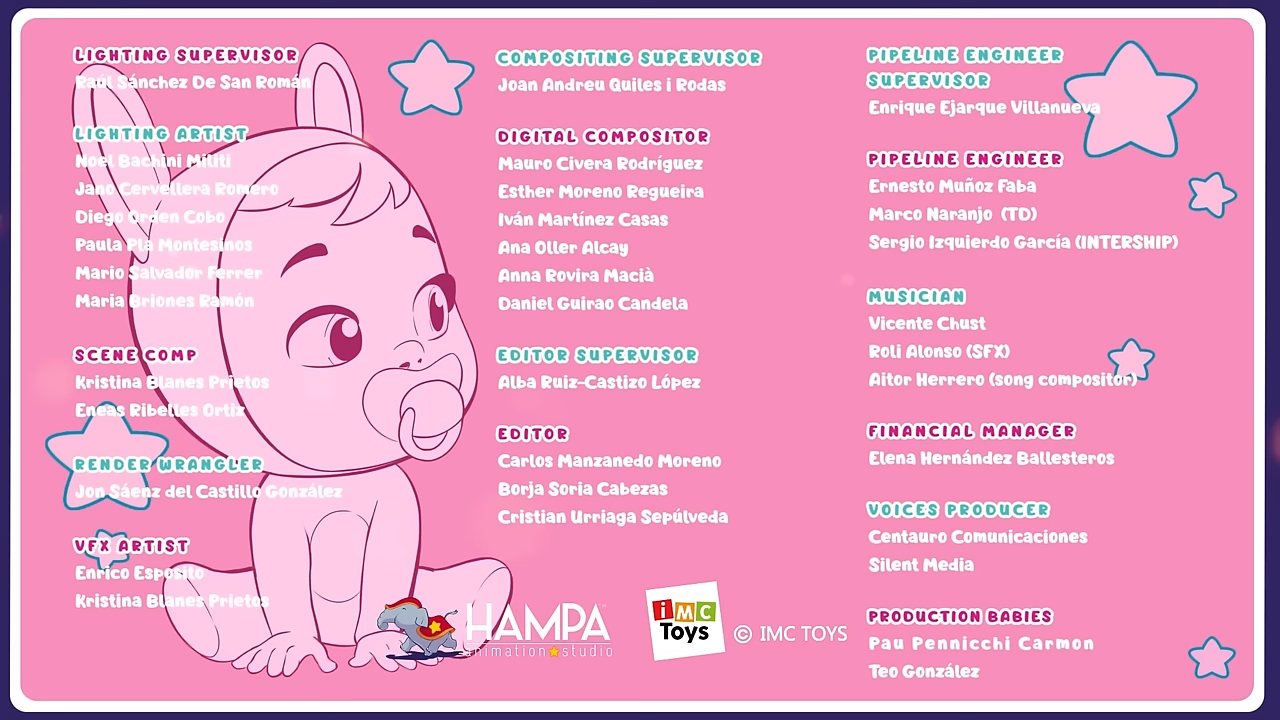 LIGHTING SUPERVISOR
Raúl Sánchez De San Román
LIGHTING ARTIST
Noel Bachini Militi
Jano Cervellera Romero
Diego Orden Cobo
Paula Pla Montesinos
Mario Salvador Ferrer
Maria Briones Ramón
SCENE COMP
Kristina Blanes Prietos
Eneas Ribelles Ortiz
RENDER WRANGLER
Jon Sáenz del Castillo González
VFX ARTIST
Enrico Esposito
Kristina Blanes Prietos
COMPOSITING SUPERVISOR
Joan Andreu Quiles i Rodas
DIGITAL COMPOSITOR
Mauro Civera Rodríguez
Esther Moreno Regueira
Iván Martínez Casas
Ana Oller Alcay
Anna Rovira Macià
Daniel Guirao Candela
EDITOR SUPERVISOR
Alba Ruiz-Castizo López
EDITOR
Carlos Manzanedo Moreno
Borja Soria Cabezas
Cristian Urriaga Sepúlveda
HAMPA
animation studio
iMC
Toys
© IMC TOYS
PIPELINE ENGINEER
SUPERVISOR
Enrique Ejarque Villanueva
PIPELINE ENGINEER
Ernesto Muñoz Faba
Marco Naranjo (TD)
Sergio Izquierdo García (INTERSHIP)
MUSICIAN
Vicente Chust
Roli Alonso (SFX)
Aitor Herrero (song compositor)
FINANCIAL MANAGER
Elena Hernández Ballesteros
VOICES PRODUCER
Centauro Comunicaciones
Silent Media
PRODUCTION BABIES
Pau Pennicchi Carmon
Teo González